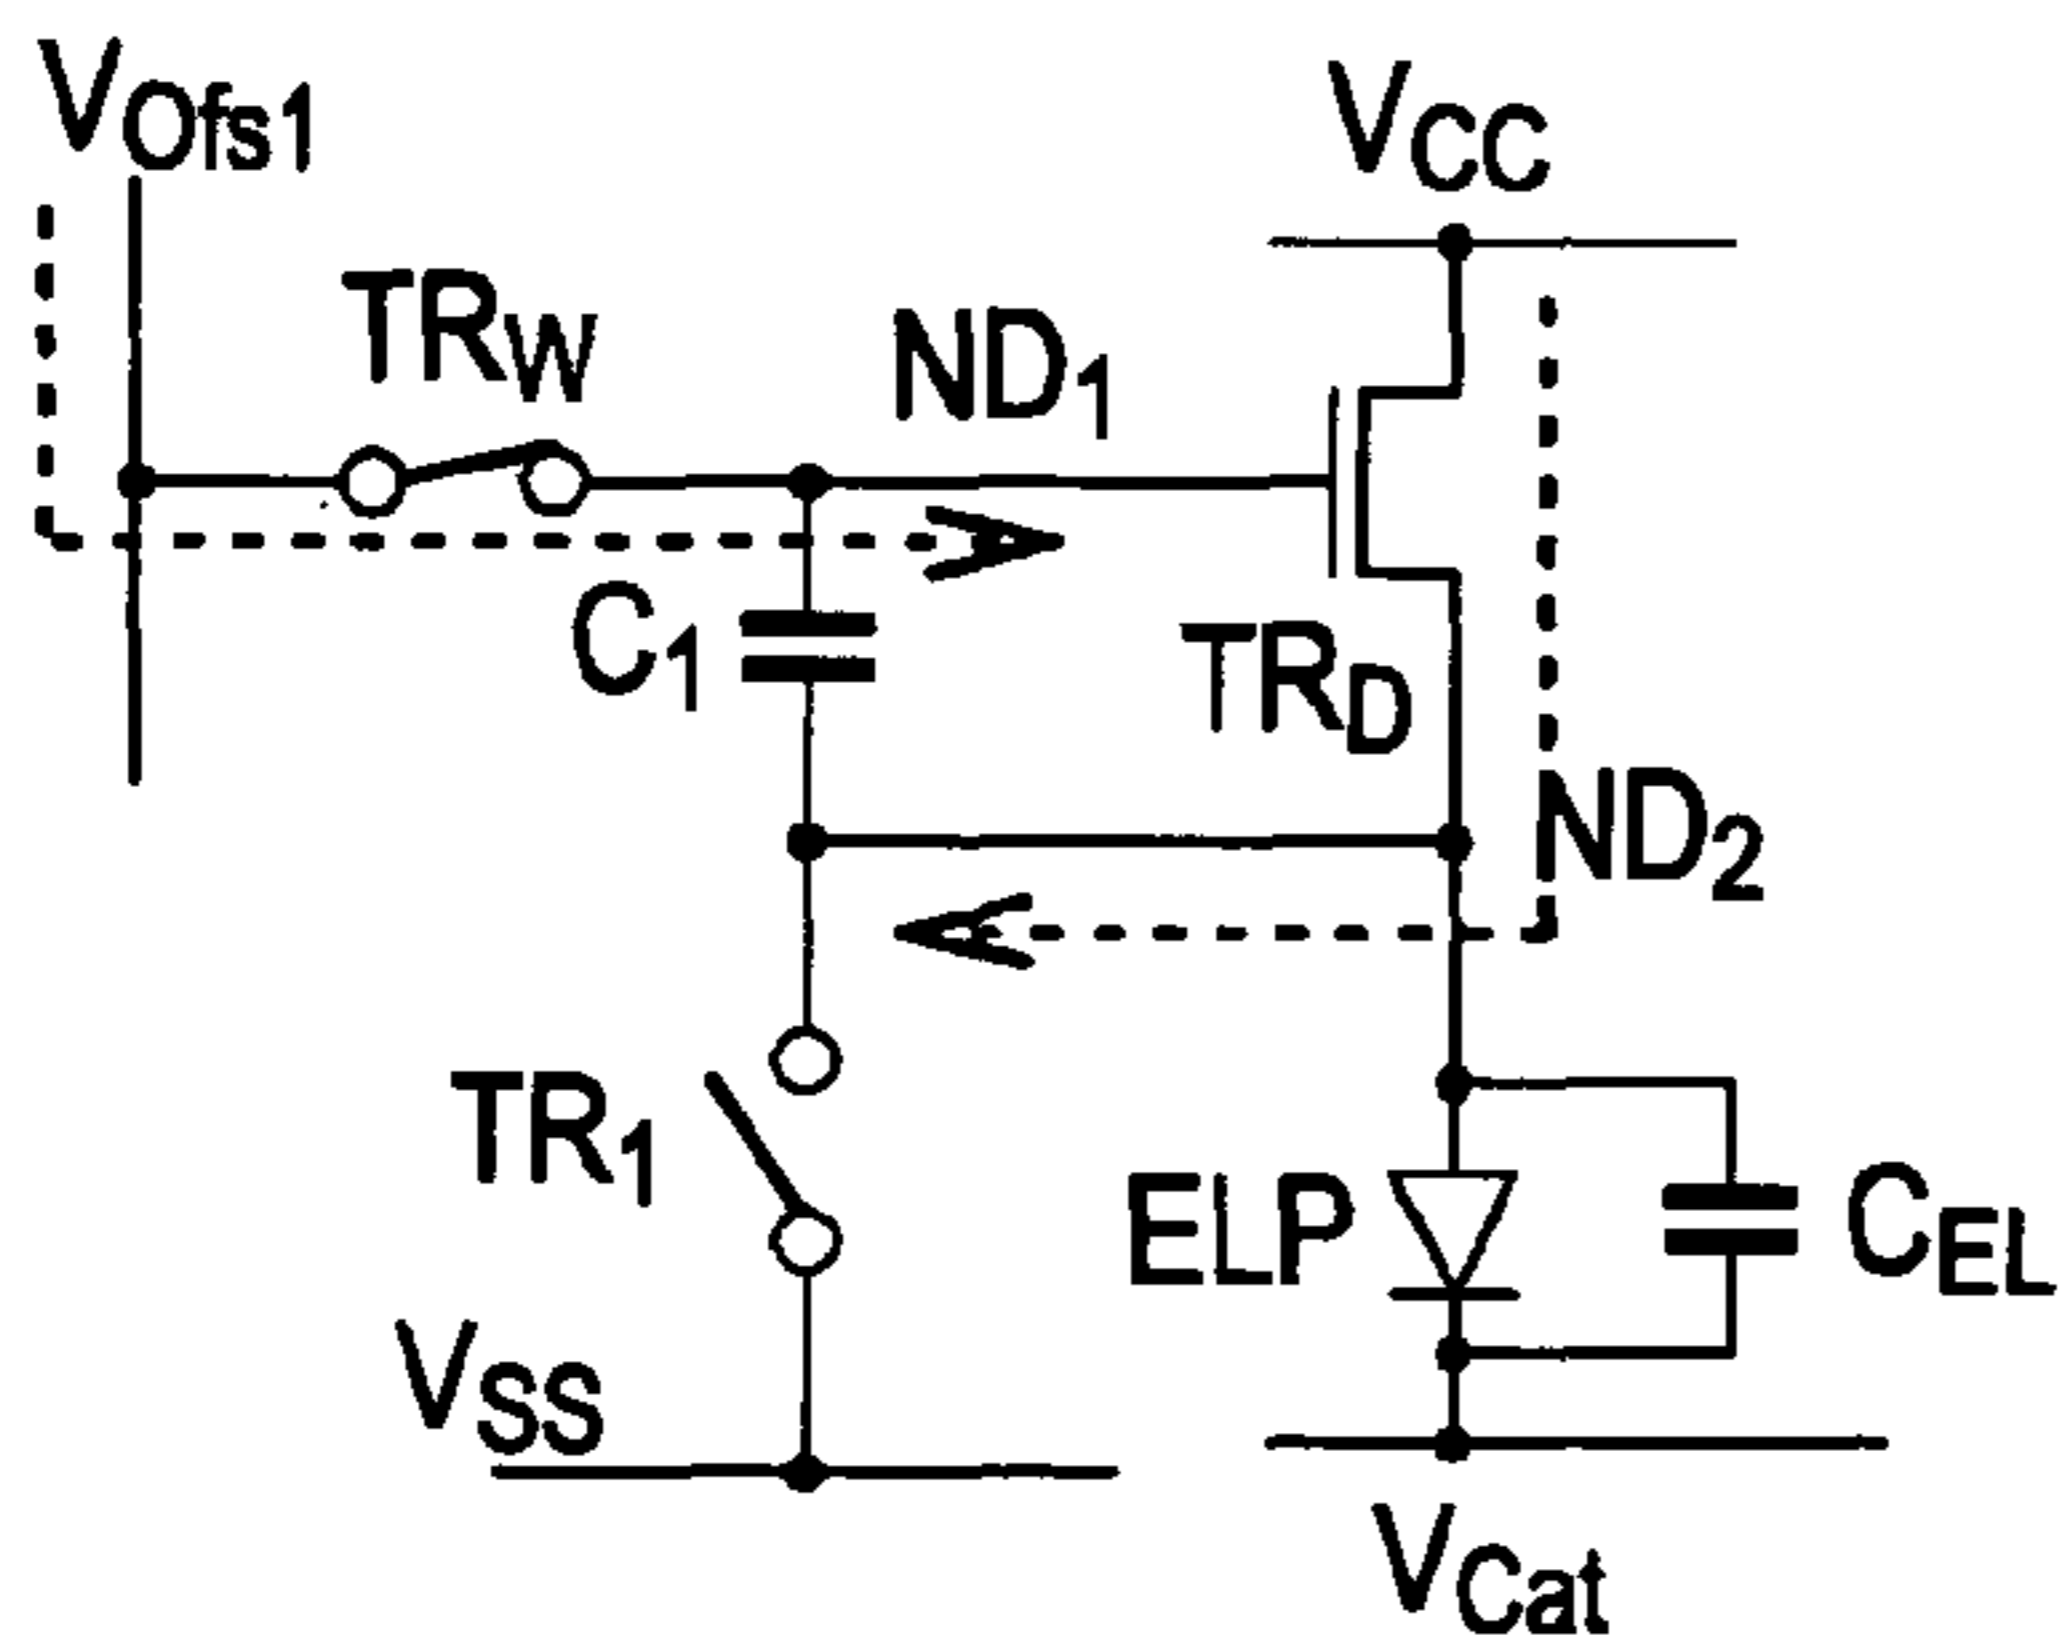 VOfs1
VCC
TRW
ND1
C1
TRD
ND2
TR1
ELP
CEL
VSS
VCat